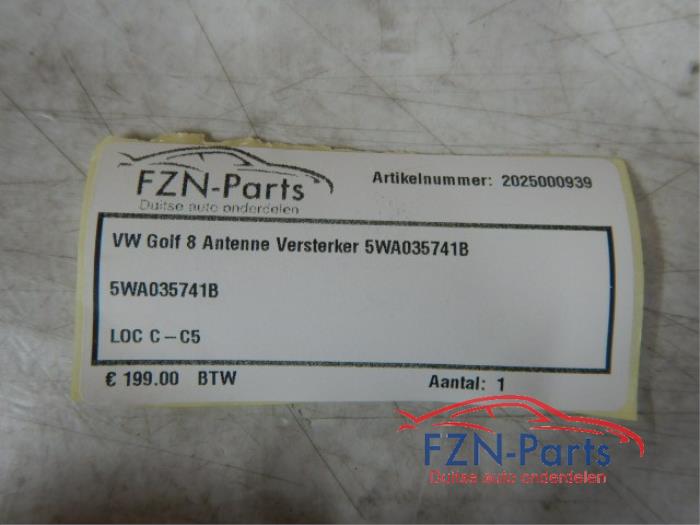 FZN-Parts
Duitse auto onderdelen
Artikelnummer: 2025000939
VW Golf 8 Antenne Versterker 5WA035741B
5WA035741B
LOC C-C5
€ 199.00 BTW
Aantal: 1
FZN-Parts
Duitse auto onderdelen